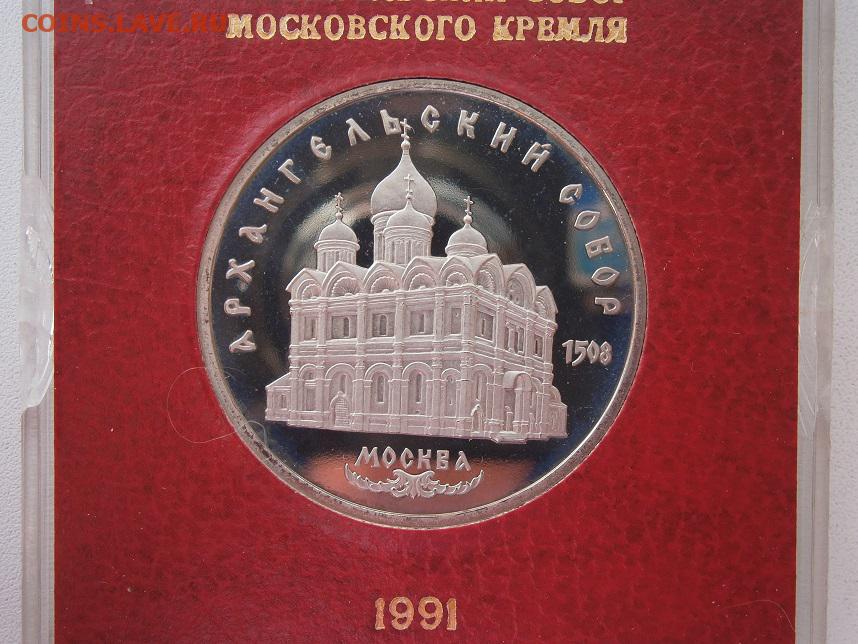 COINS.LAVE.RU
МОСКОВСКОГО КРЕМЛЯ
АРХАНГЕЛЬСКИЙ СОБОР
1508
МОСКВА
1991